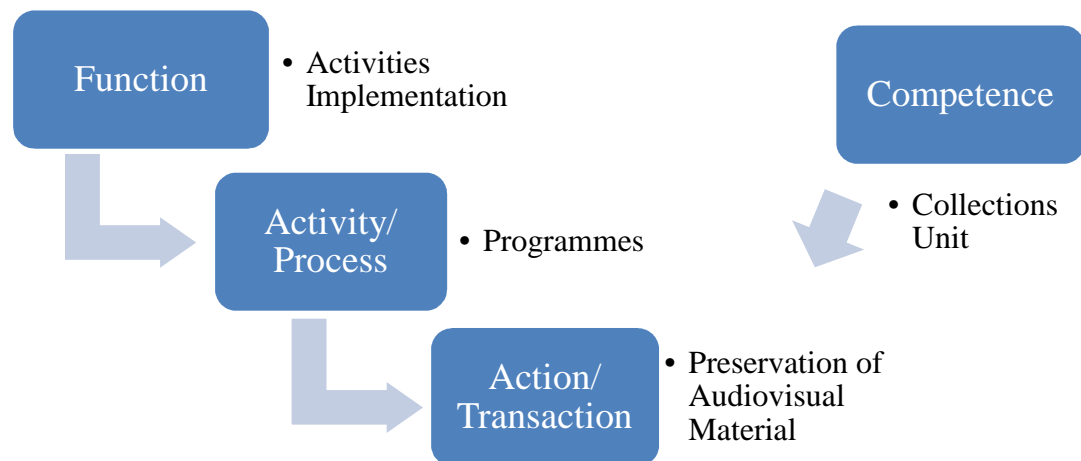 Function
• Activities
Implementation
Competence
• Collections
Unit
Activity/
Process
• Programmes
Action/
Transaction
• Preservation of
Audiovisual
Material